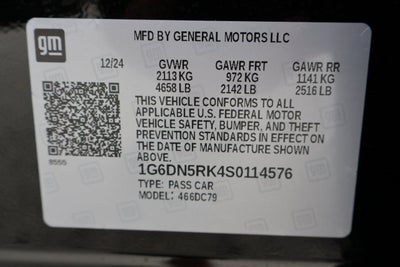 gm
MFD BY GENERAL MOTORS LLC
12/24 GVWR GAWR FRT GAWR RR
2113 KG 972 KG 1141 KG
4658 LB 2142 LB 2516 LB
THIS VEHICLE CONFORMS TO ALL
APPLICABLE U.S. FEDERAL MOTOR
VEHICLE SAFETY, BUMPER, AND THEFT
PREVENTION STANDARDS IN EFFECT ON
THE DATE OF MANUFACTURE SHOWN
ABOVE.
8555
1G6DN5RK4S0114576
TYPE: PASS CAR
MODEL: 466DC79